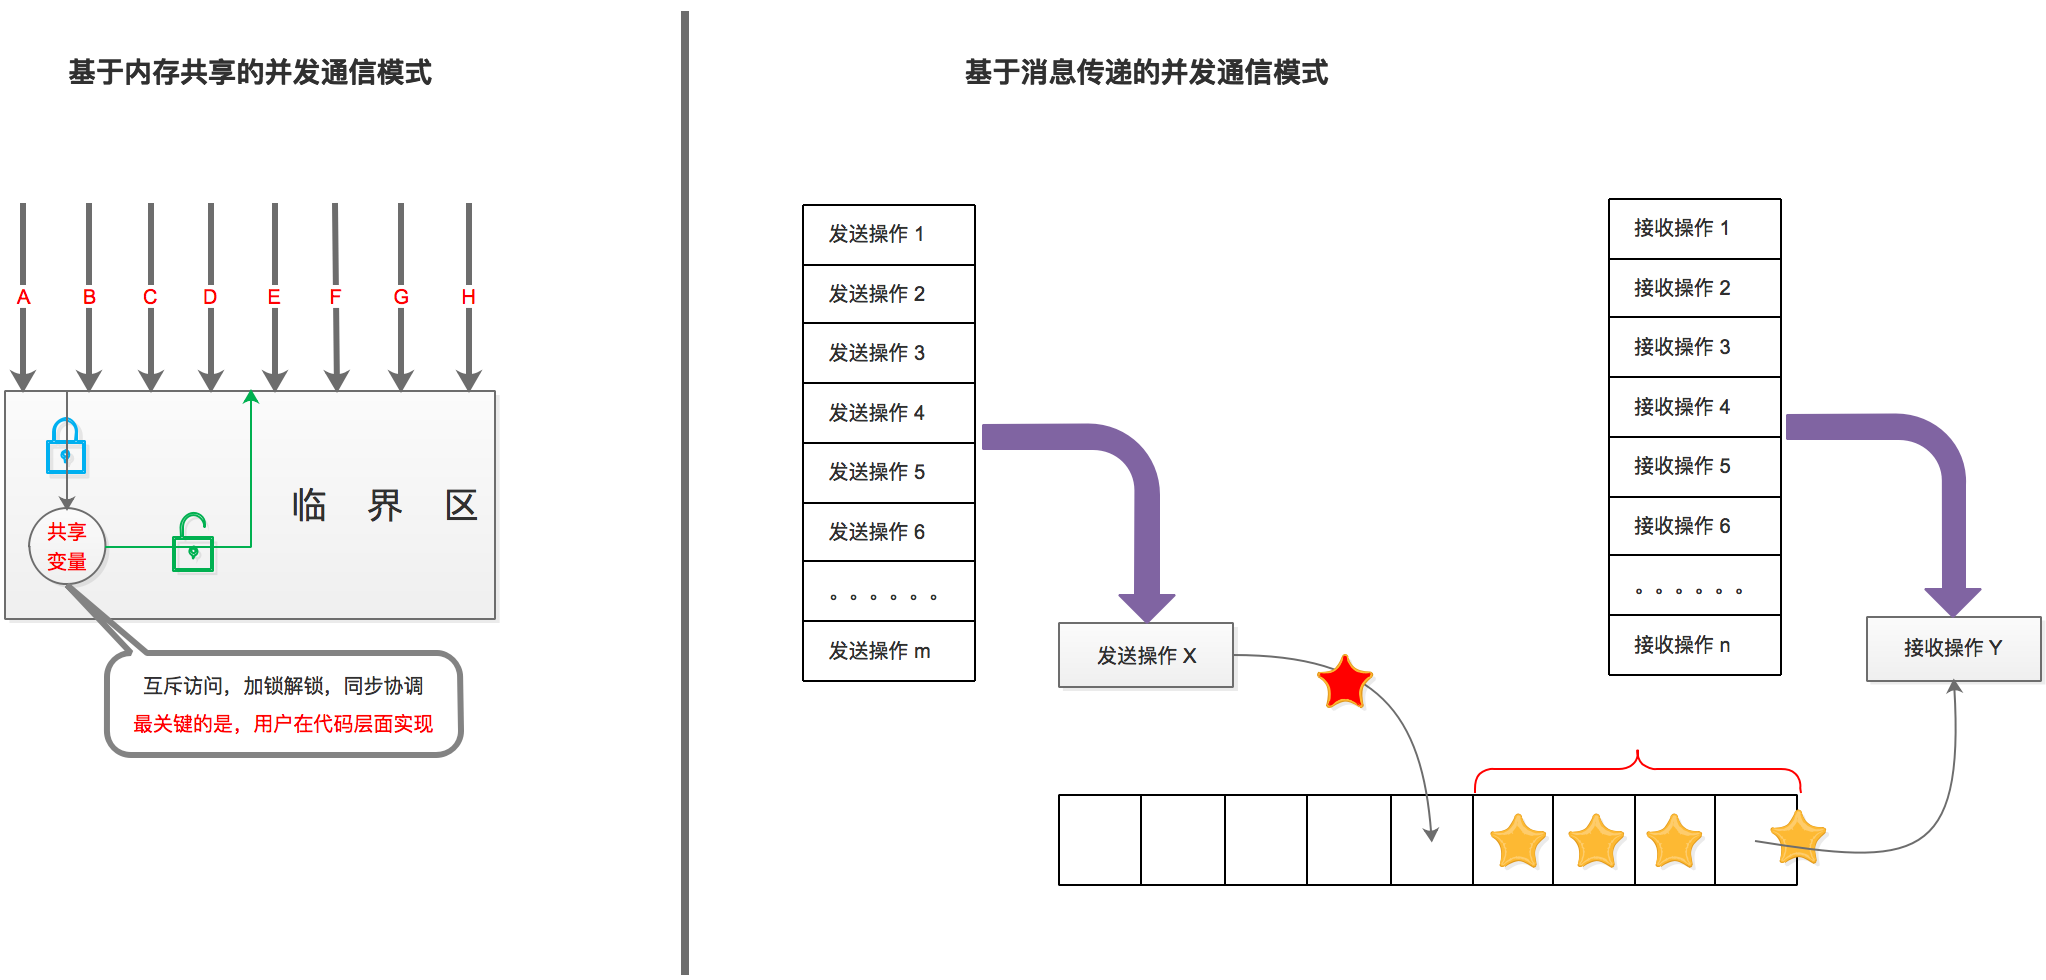 基于内存共享的并发通信模式
A B C D E F G H
临 界 区
共享
变量
互斥访问，加锁解锁，同步协调
最关键的是，用户在代码层面实现
基于消息传递的并发通信模式
发送操作 1
发送操作 2
发送操作 3
发送操作 4
发送操作 5
发送操作 6
。。。。。。
发送操作 m
发送操作 X
接收操作 1
接收操作 2
接收操作 3
接收操作 4
接收操作 5
接收操作 6
。。。。。。
接收操作 n
接收操作 Y